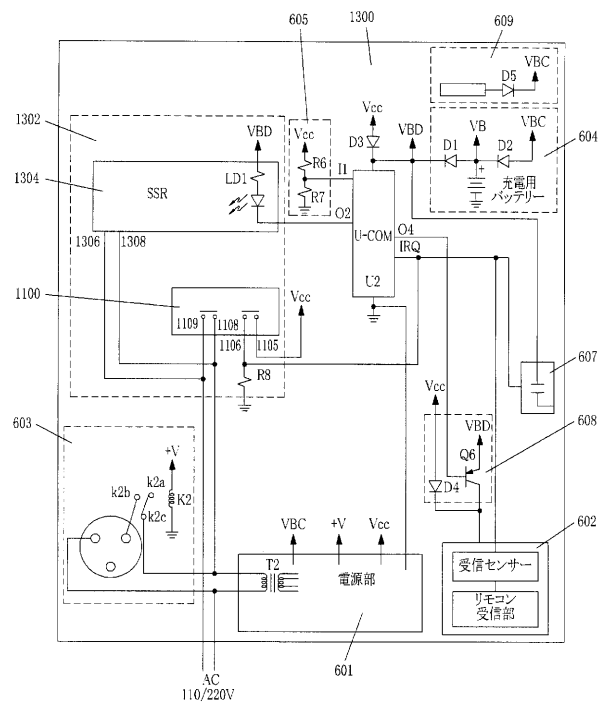 605
1300
609
D5
VBC
1302
1304
VBD
Vcc
R6
I1
R7
Vcc
D3
VBD
D1
VB
D2
VBC
604
+
充電用
バッテリー
SSR
LD1
O2
U-COM
O4
IRQ
U2
1306
1308
1100
1109
1108
1106
1105
Vcc
R8
607
603
+V
k2a
k2b
k2c
K2
Vcc
VBD
Q6
D4
608
VBC
+V
Vcc
T2
電源部
601
602
受信センサー
リモコン
受信部
AC
110/220V